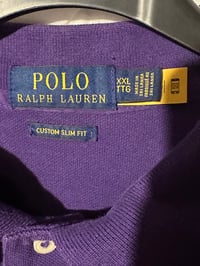 POLO
RALPH LAUREN
XXL
TTG
CUSTOM SLIM FIT